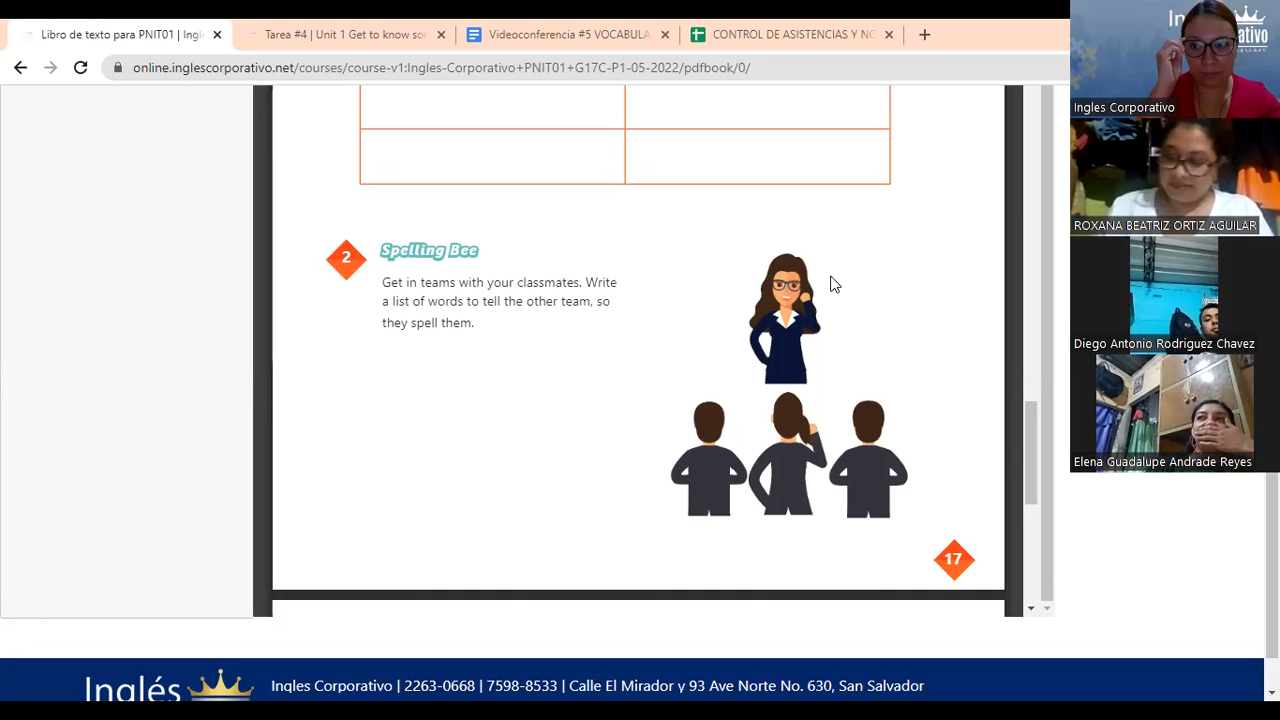 Libro de texto para PNIT01 | Ingl
Tarea #4 | Unit 1 Get to know sor
Videoconferencia #5 VOCABULA
CONTROL DE ASISTENCIAS Y NO
online.inglescorporativo.net/courses/course-v1:Ingles-Corporativo+PNIT01+G17C-P1-05-2022/pdfbook/0/
2
Spelling Bee
Get in teams with your classmates. Write
a list of words to tell the other team, so
they spell them.
17
Inglés
Ingles Corporativo | 2263-0668 | 7598-8533 | Calle El Mirador y 93 Ave Norte No. 630, San Salvador
Ingles Corporativo
ROXANA BEATRIZ ORTIZ AGUILAR
Diego Antonio Rodriguez Chavez
Elena Guadalupe Andrade Reyes